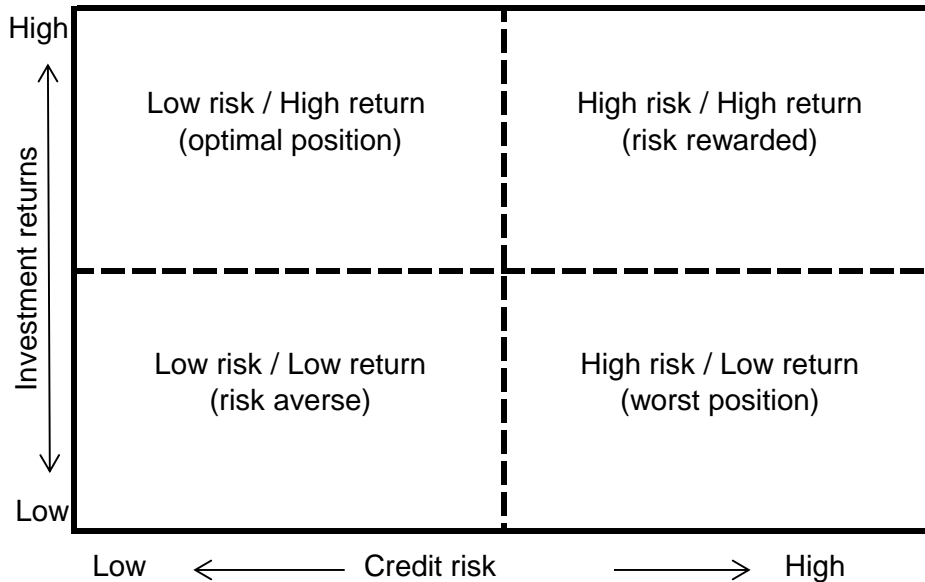 High
Low risk / High return
(optimal position)
High risk / High return
(risk rewarded)
Investment returns
Low risk / Low return
(risk averse)
High risk / Low return
(worst position)
Low
Low
Credit risk
High